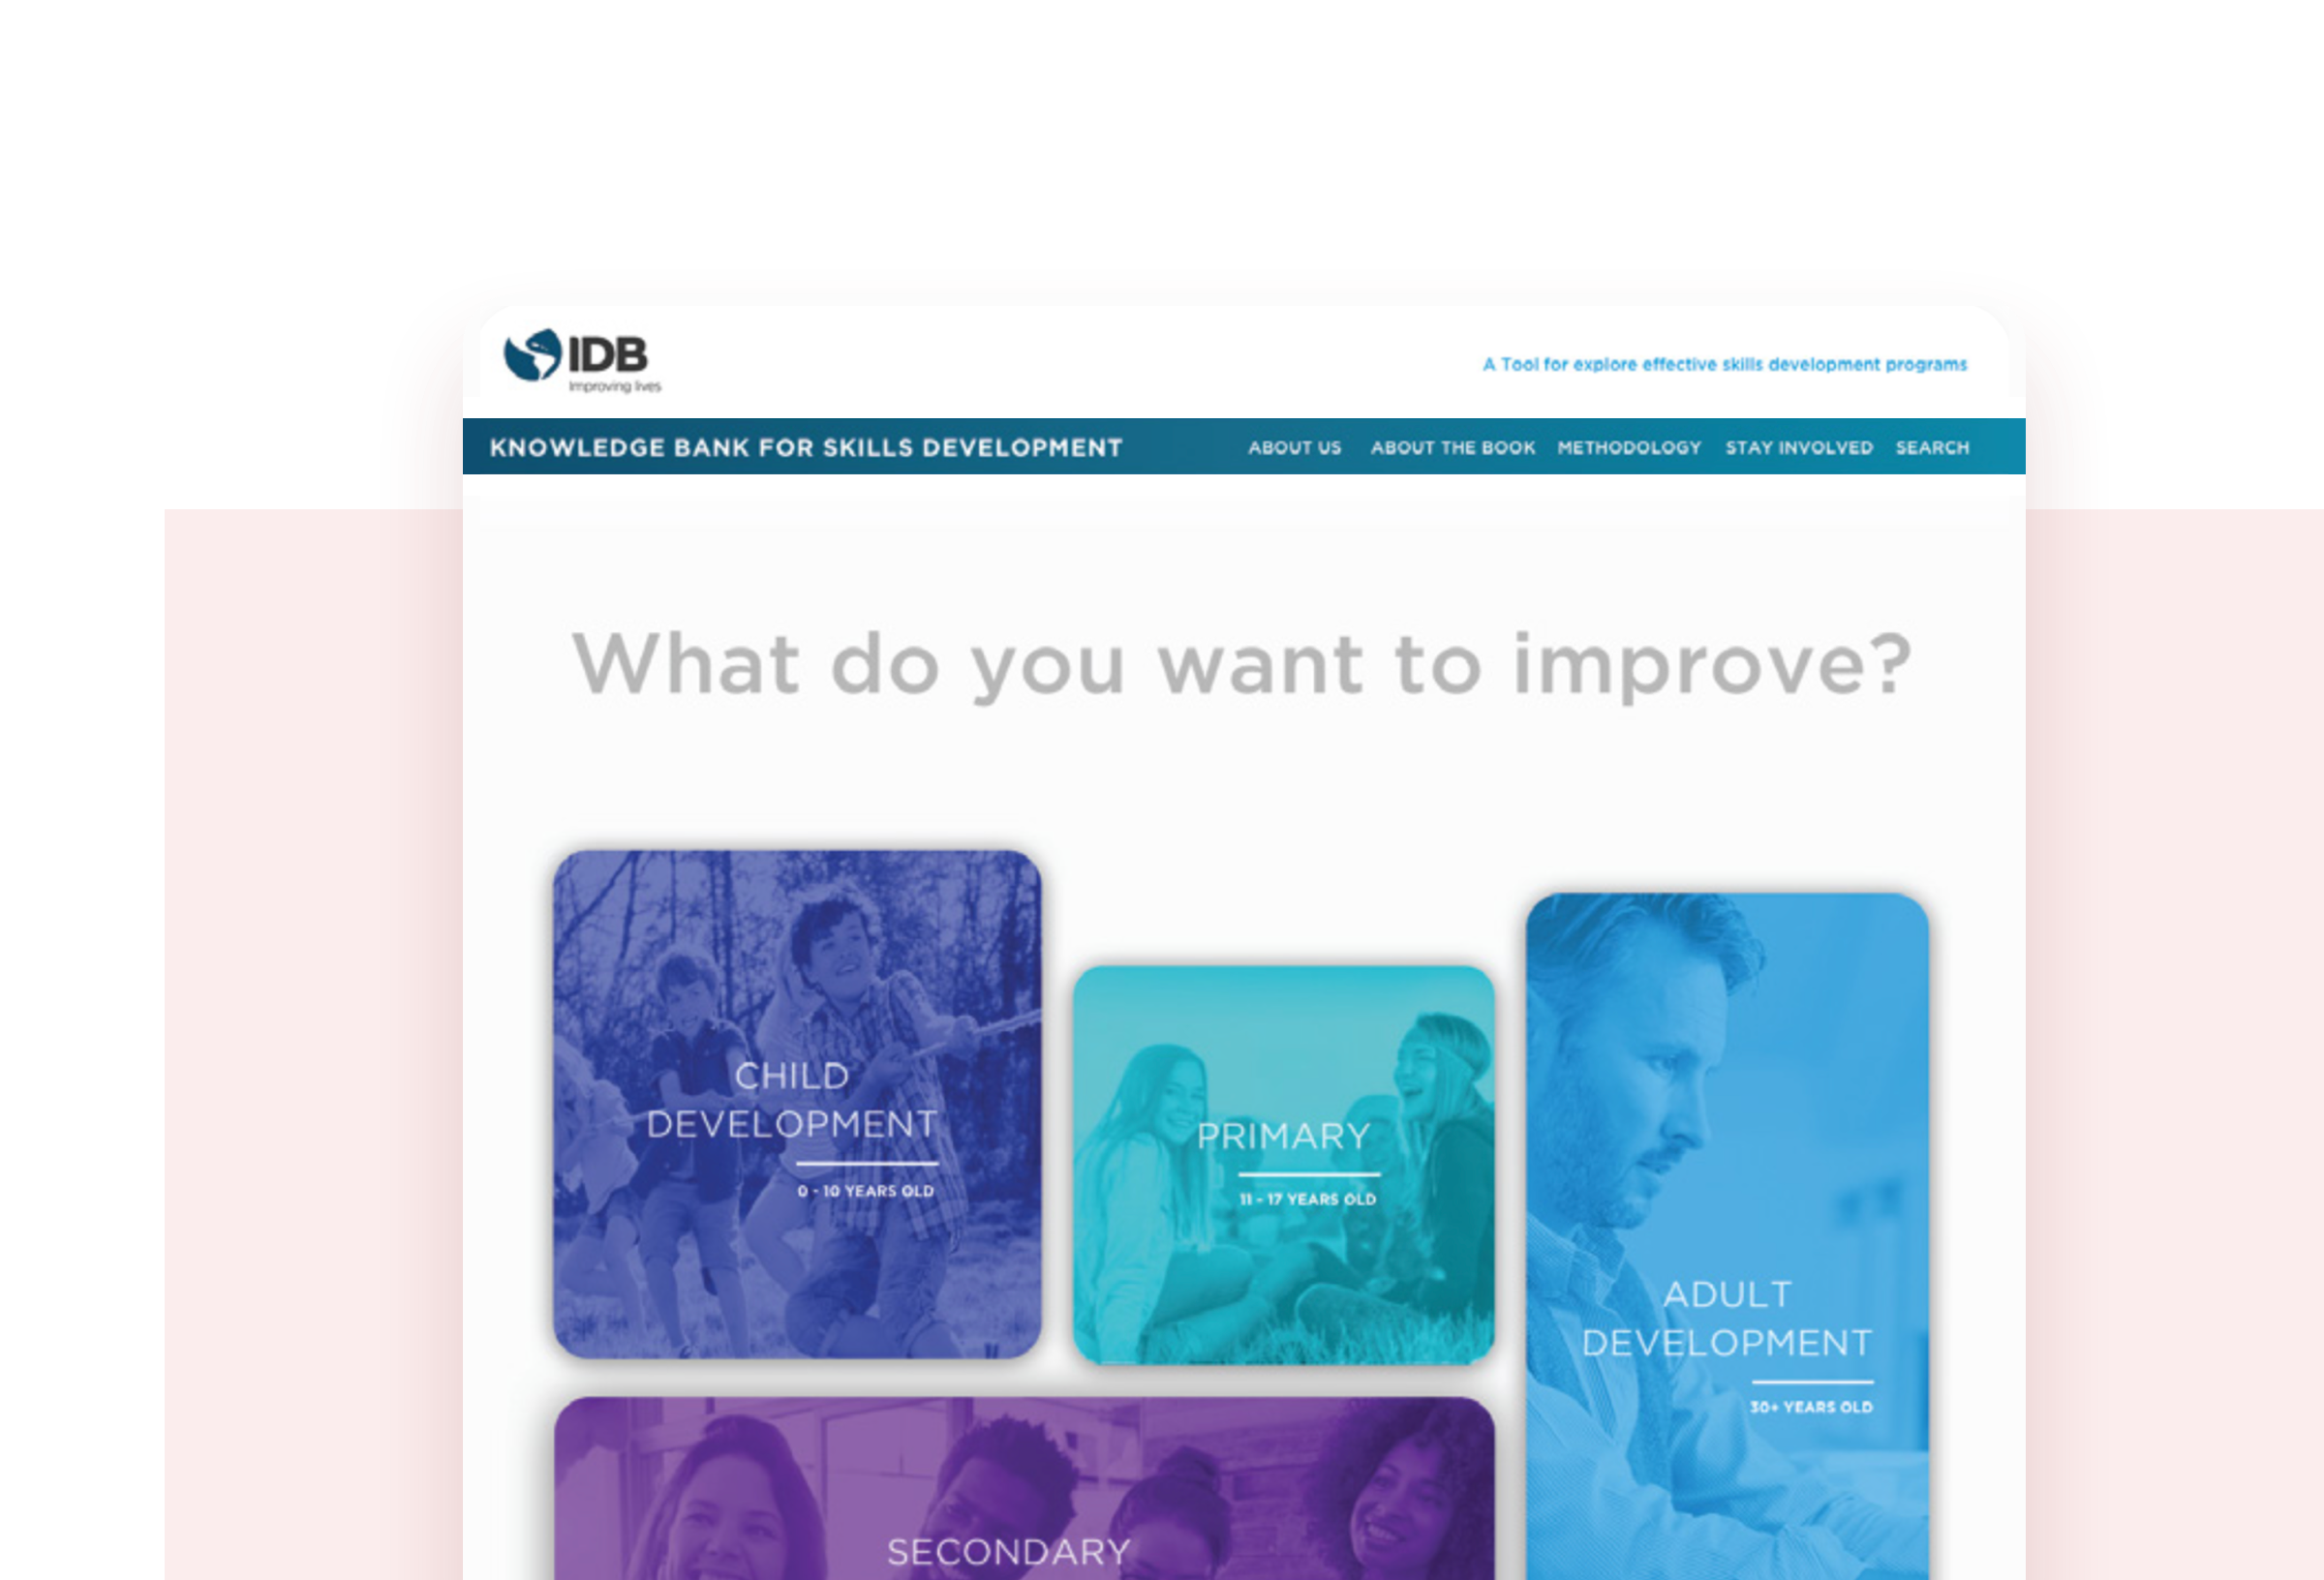 IDB
Improving lives
A Tool for explore effective skills development programs
KNOWLEDGE BANK FOR SKILLS DEVELOPMENT
ABOUT US ABOUT THE BOOK METHODOLOGY STAY INVOLVED SEARCH
What do you want to improve?
CHILD
DEVELOPMENT
0 - 10 YEARS OLD
PRIMARY
11 - 17 YEARS OLD
ADULT
DEVELOPMENT
30+ YEARS OLD
SECONDARY